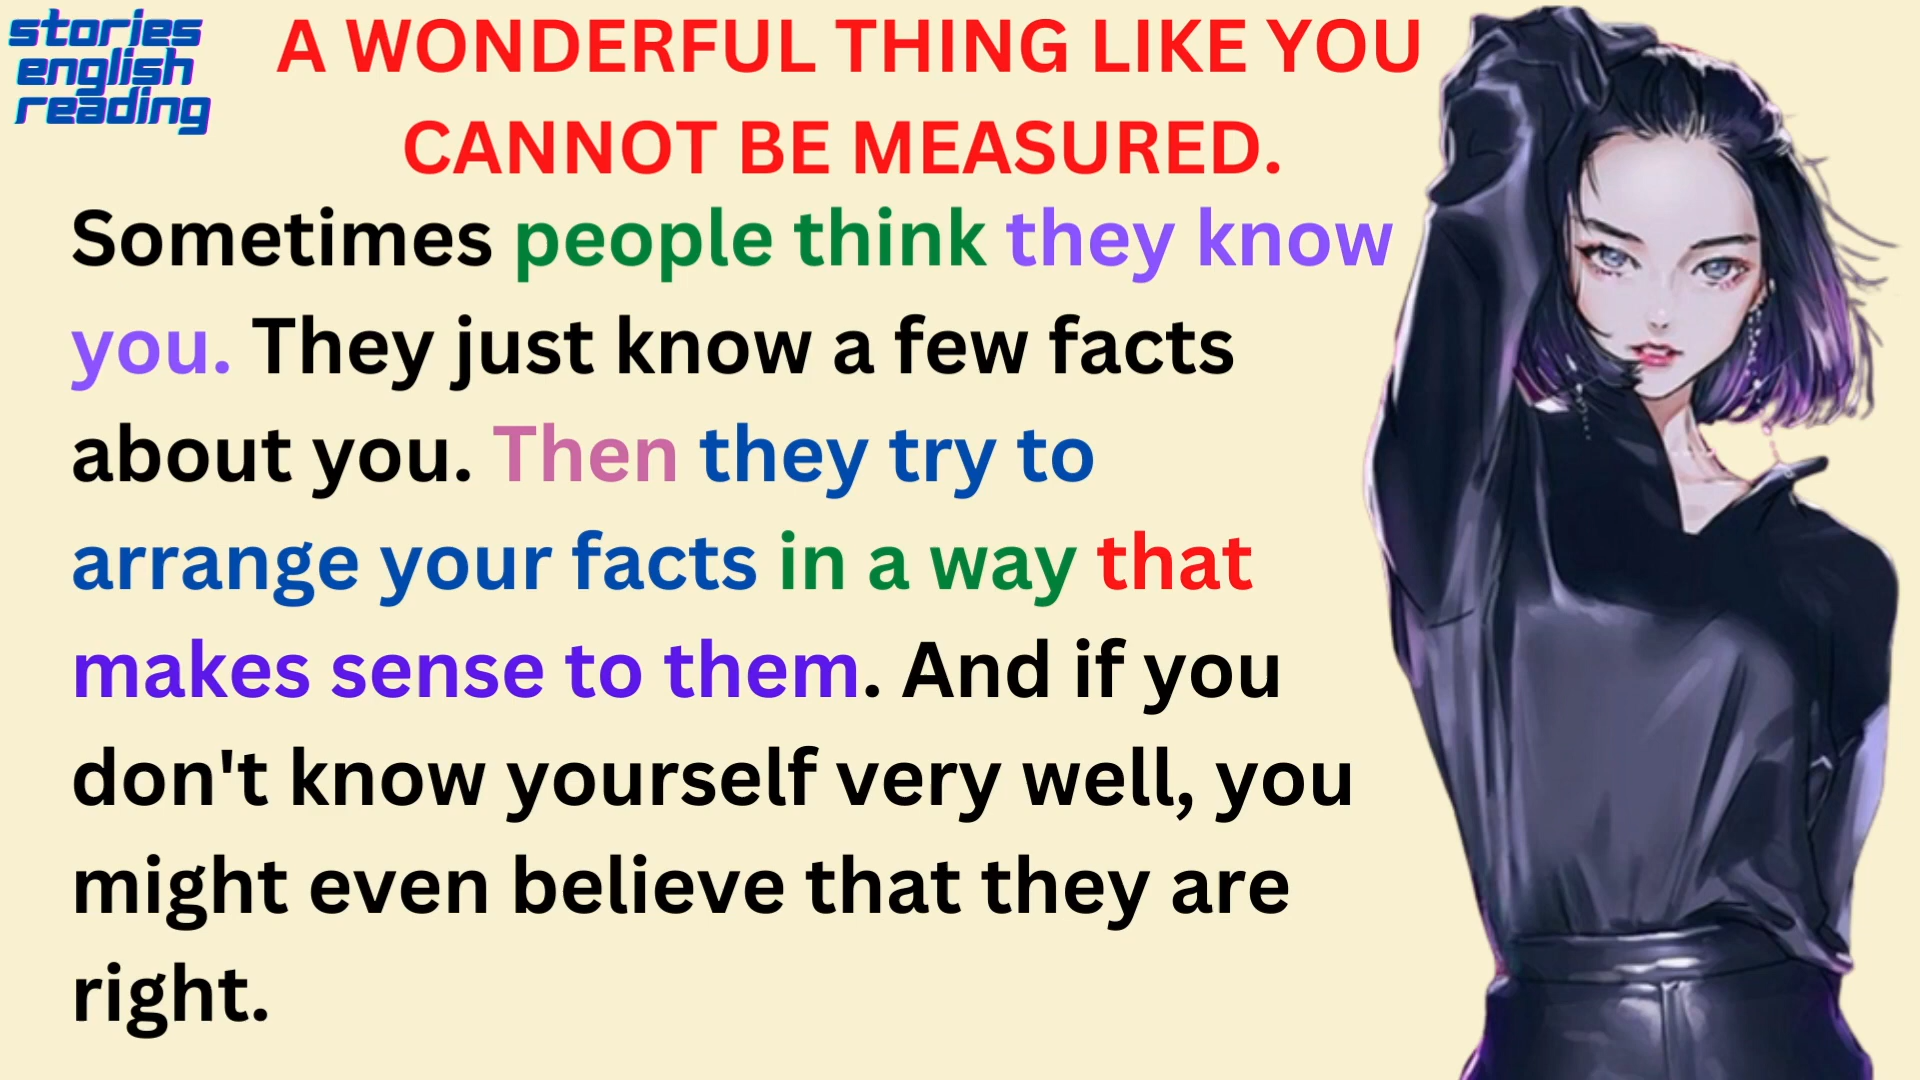 stories
english
reading
A WONDERFUL THING LIKE YOU
CANNOT BE MEASURED.
Sometimes people think they know
you. They just know a few facts
about you. Then they try to
arrange your facts in a way that
makes sense to them. And if you
don't know yourself very well, you
might even believe that they are
right.